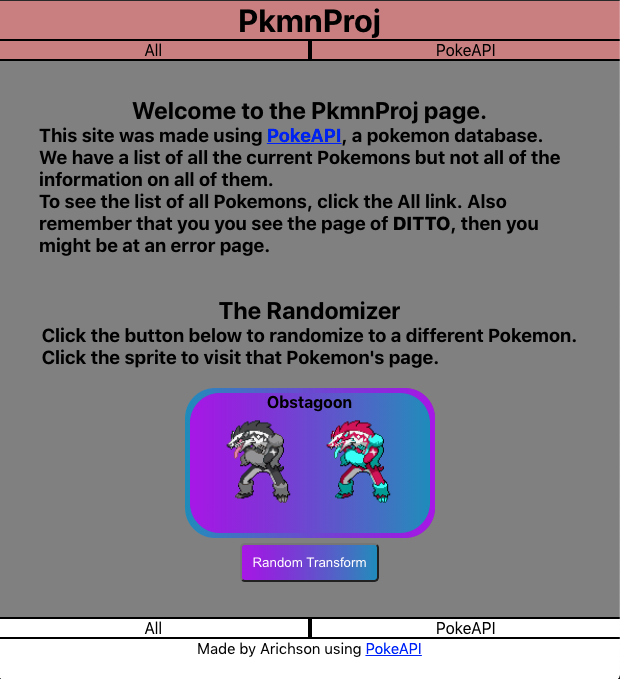 PkmnProj
All
PokeAPI
Welcome to the PkmnProj page.
This site was made using PokeAPI, a pokemon database.
We have a list of all the current Pokemons but not all of the
information on all of them.
To see the list of all Pokemons, click the All link. Also
remember that you you see the page of DITTO, then you
might be at an error page.
The Randomizer
Click the button below to randomize to a different Pokemon.
Click the sprite to visit that Pokemon's page.
Obstagoon
Random Transform
All
PokeAPI
Made by Arichson using PokeAPI